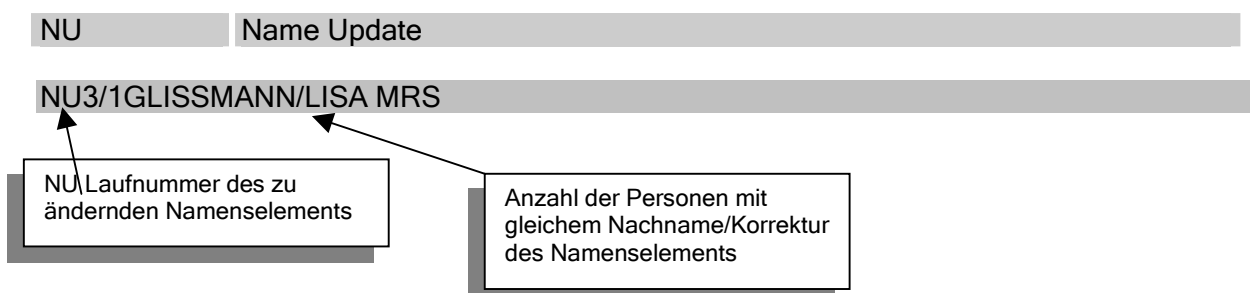 NU Name Update
NU3/1GLISSMANN/LISA MRS
NU Laufnummer des zu
ändernden Namenselements
Anzahl der Personen mit
gleichem Nachname/Korrektur
des Namenselements